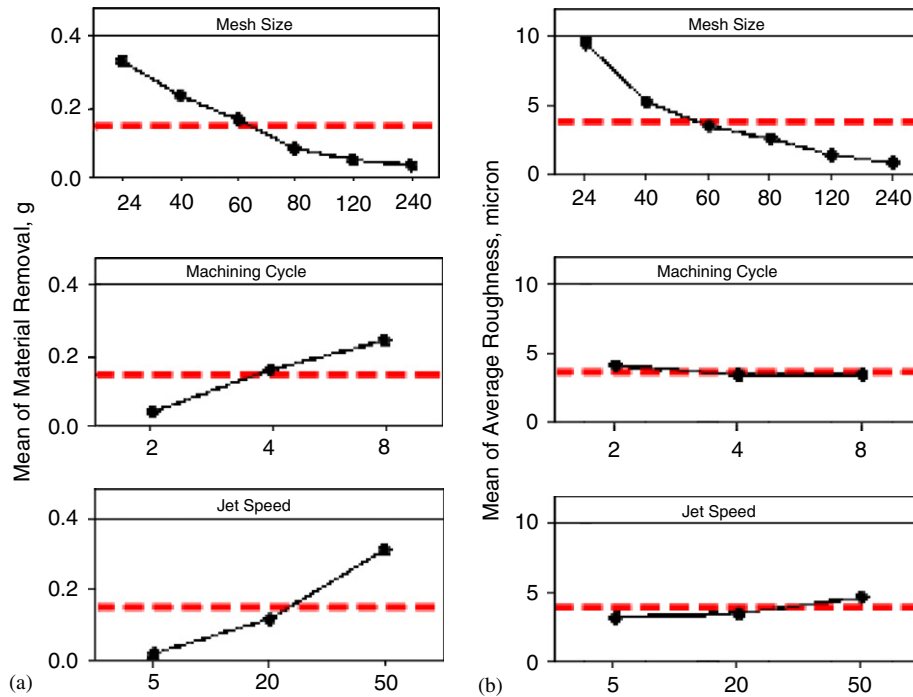 Mean of Material Removal, g
Mesh Size
0.4
0.2
0.0
24 40 60 80 120 240
Machining Cycle
0.4
0.2
0.0
2 4 8
Jet Speed
0.4
0.2
0.0
5 20 50
(a)
Mean of Average Roughness, micron
Mesh Size
10
5
0
24 40 60 80 120 240
Machining Cycle
10
5
0
2 4 8
Jet Speed
10
5
0
5 20 50
(b)